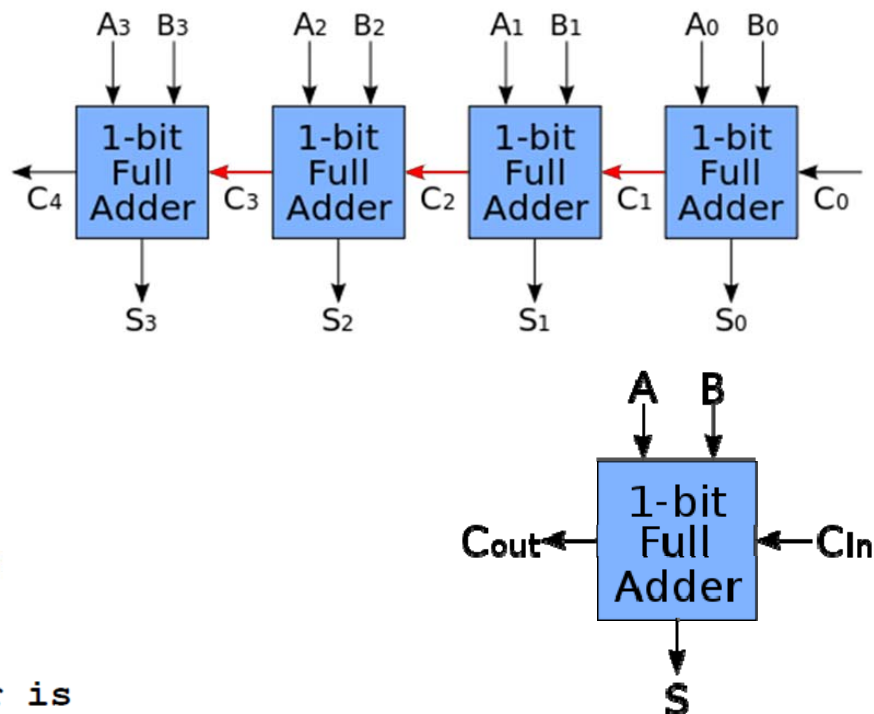 A3 B3 A2 B2 A1 B1 A0 B0
1-bit 1-bit 1-bit 1-bit
Full Full Full Full
Adder Adder Adder Adder
C4 C3 C2 C1 C0
S3 S2 S1 S0
A B
1-bit
Cout Full CIn
Adder
is
S